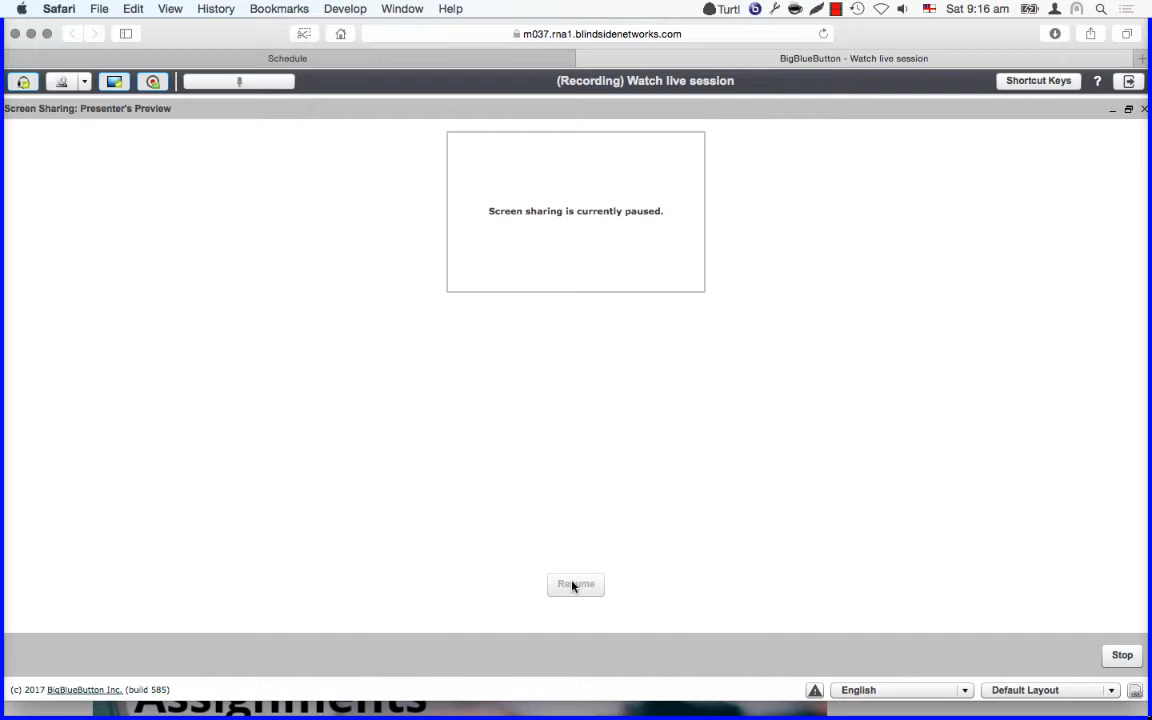 Safari File Edit View History Bookmarks Develop Window Help Turtl Sat 9:16 am
m037.rna1.blindsidenetworks.com
Schedule BigBlueButton - Watch live session
(Recording) Watch live session Shortcut Keys ?
Screen Sharing: Presenter's Preview
Screen sharing is currently paused.
Resume
Stop
(c) 2017 BigBlueButton Inc. (build 585) English Default Layout
Assignments